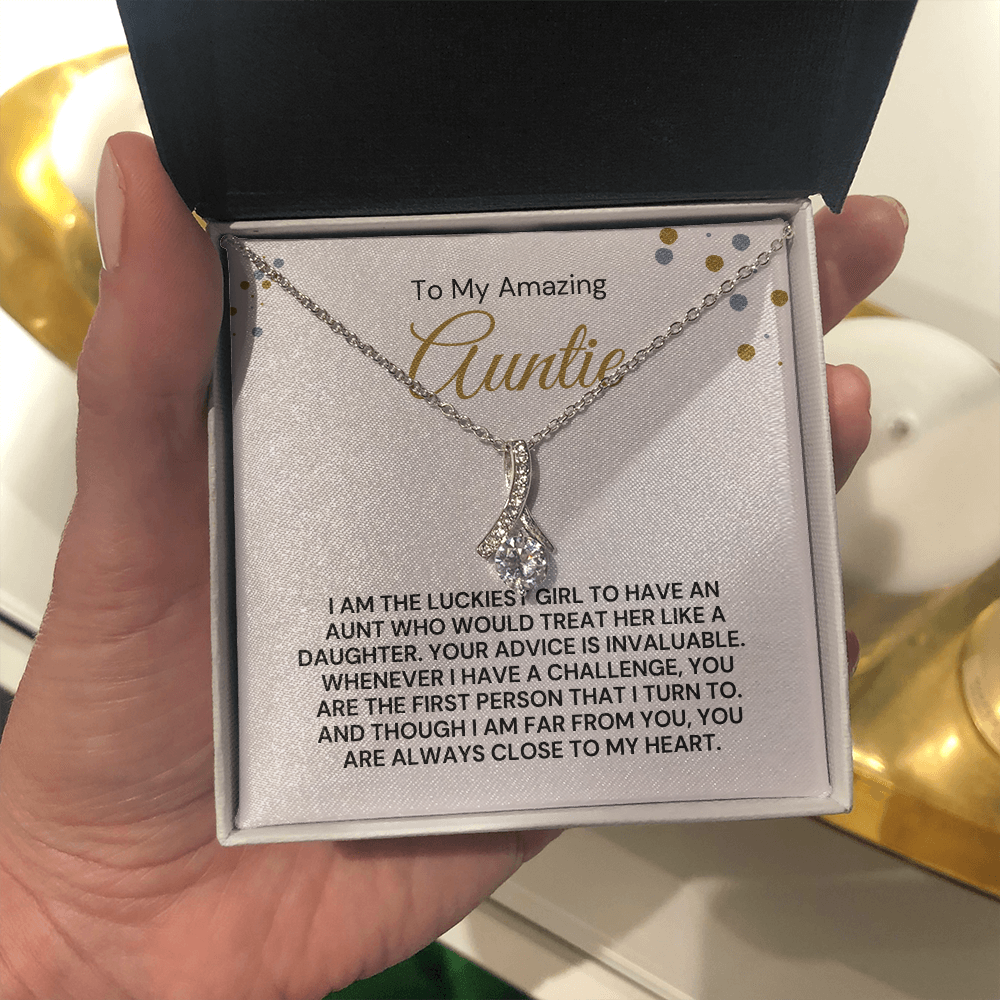 To My Amazing
Auntie
I AM THE LUCKIEST GIRL TO HAVE AN
AUNT WHO WOULD TREAT HER LIKE A
DAUGHTER. YOUR ADVICE IS INVALUABLE.
WHENEVER I HAVE A CHALLENGE, YOU
ARE THE FIRST PERSON THAT I TURN TO.
AND THOUGH I AM FAR FROM YOU, YOU
ARE ALWAYS CLOSE TO MY HEART.